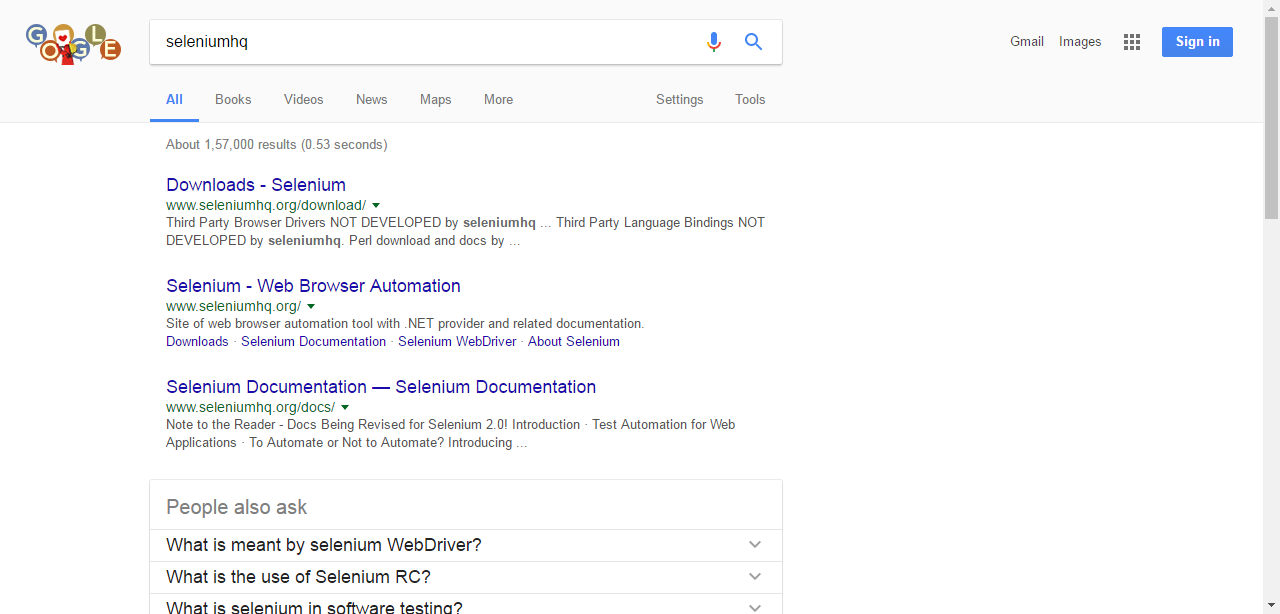 GOOGLE
seleniumhq
Gmail Images Sign in
All Books Videos News Maps More Settings Tools
About 1,57,000 results (0.53 seconds)
Downloads - Selenium
www.seleniumhq.org/download/
Third Party Browser Drivers NOT DEVELOPED by seleniumhq ... Third Party Language Bindings NOT
DEVELOPED by seleniumhq. Perl download and docs by ...
Selenium - Web Browser Automation
www.seleniumhq.org/
Site of web browser automation tool with .NET provider and related documentation.
Downloads · Selenium Documentation · Selenium WebDriver · About Selenium
Selenium Documentation — Selenium Documentation
www.seleniumhq.org/docs/
Note to the Reader - Docs Being Revised for Selenium 2.0! Introduction · Test Automation for Web
Applications · To Automate or Not to Automate? Introducing ...
People also ask
What is meant by selenium WebDriver?
What is the use of Selenium RC?
What is selenium in software testing?